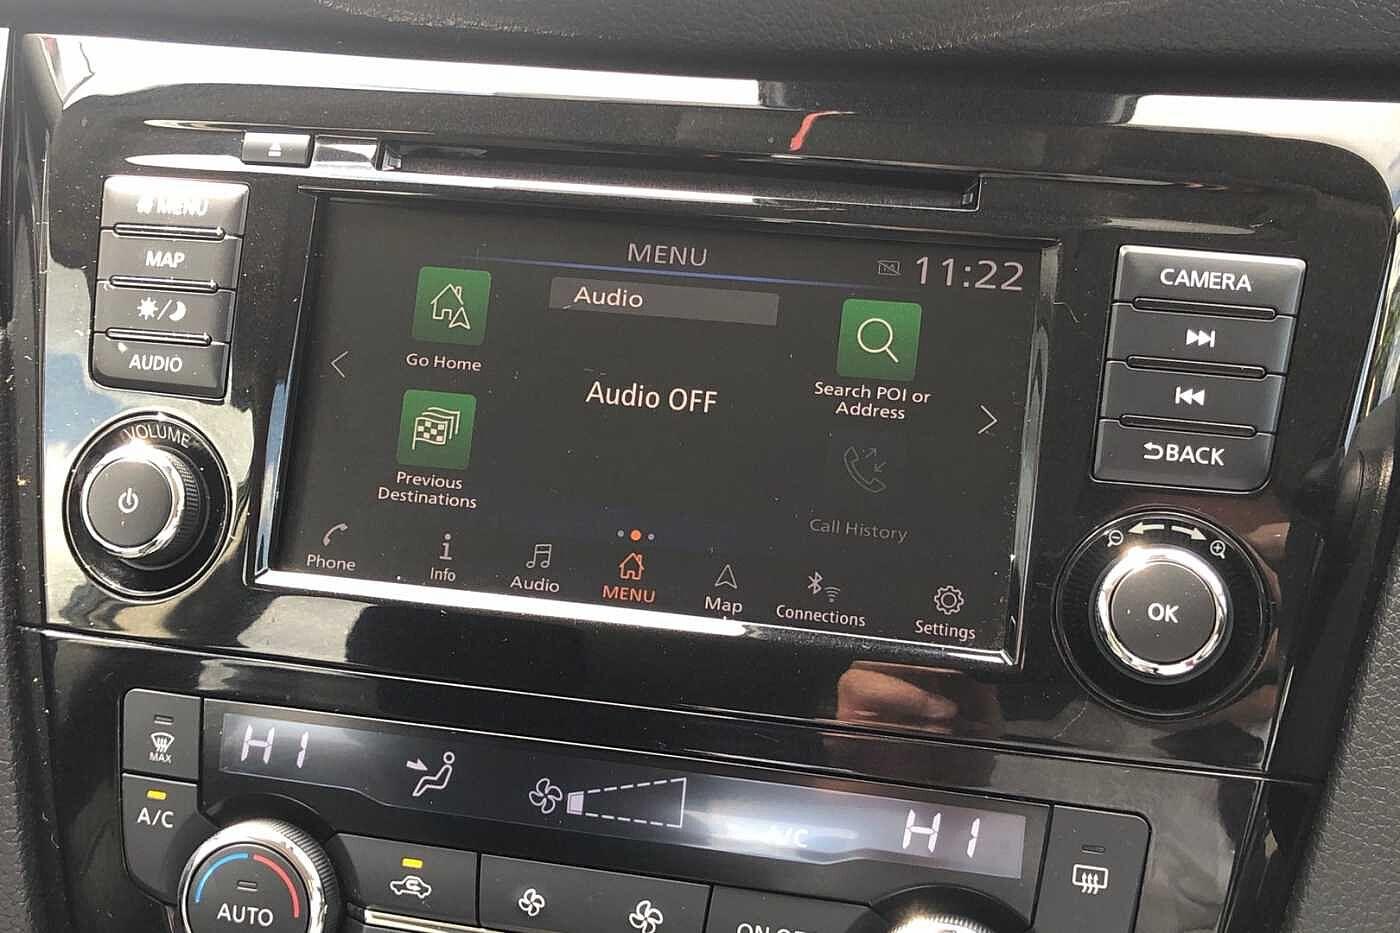 MENU
MAP
AUDIO
VOLUME
MENU
TA
11:22
Audio
Audio OFF
Go Home
Previous
Destinations
Search POI or
Address
Call History
Phone
Info
Audio
MENU
Map
Connections
Settings
CAMERA
BACK
OK
MAX
A/C
AUTO
HI
A/C
HI